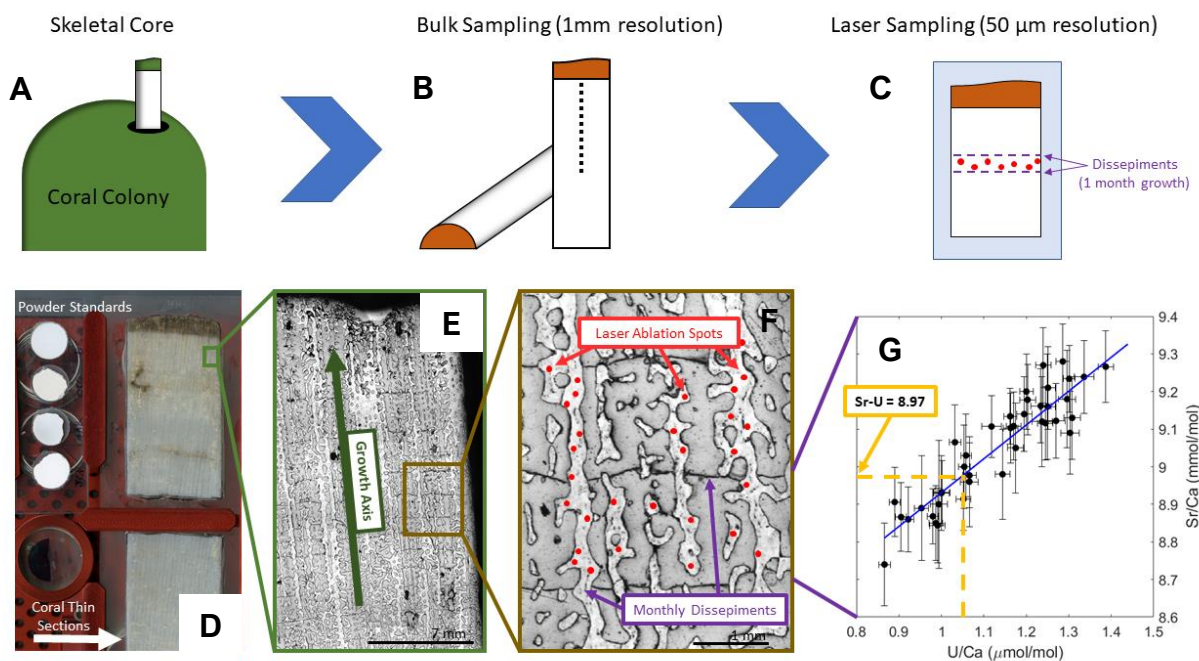 Skeletal Core
Bulk Sampling (1mm resolution)
Laser Sampling (50 μm resolution)
A
B
C
Coral Colony
Dissepiments
(1 month growth)
Powder Standards
Coral Thin
Sections
D
E
Growth Axis
7 mm
F
Laser Ablation Spots
Monthly Dissepiments
1 mm
G
Sr-U = 8.97
9.4
9.3
9.2
9.1
9
8.9
8.8
8.7
8.6
Sr/Ca (mmol/mol)
0.8 0.9 1 1.1 1.2 1.3 1.4 1.5
U/Ca (μmol/mol)